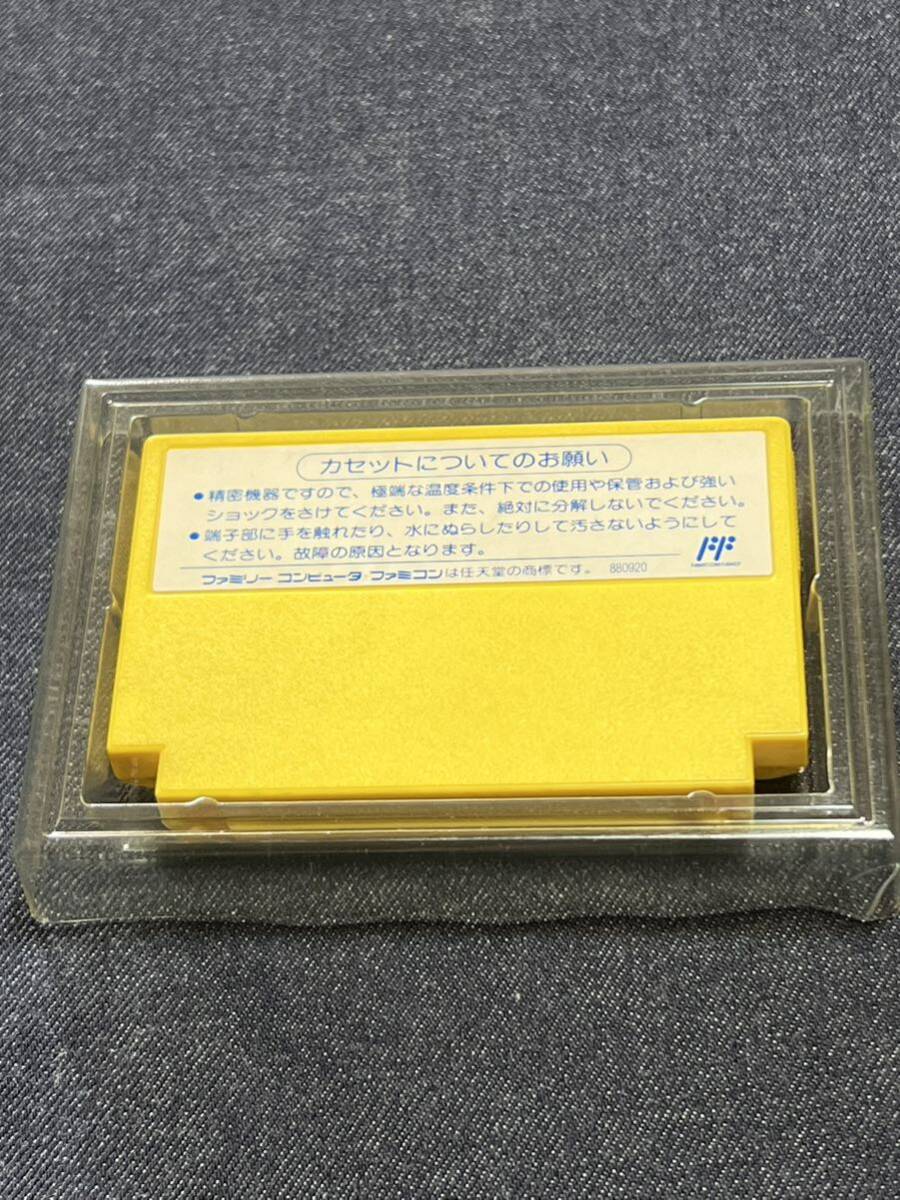 カセットについてのお願い
●精密機器ですので、極端な温度条件下での使用や保管および強い
ショックをさけてください。また、絶対に分解しないでください。
●端子部に手を触れたり、水にぬらしたりして汚さないようにして
ください。故障の原因となります。
ファミリーコンピュータ・ファミコンは任天堂の商標です。 880920